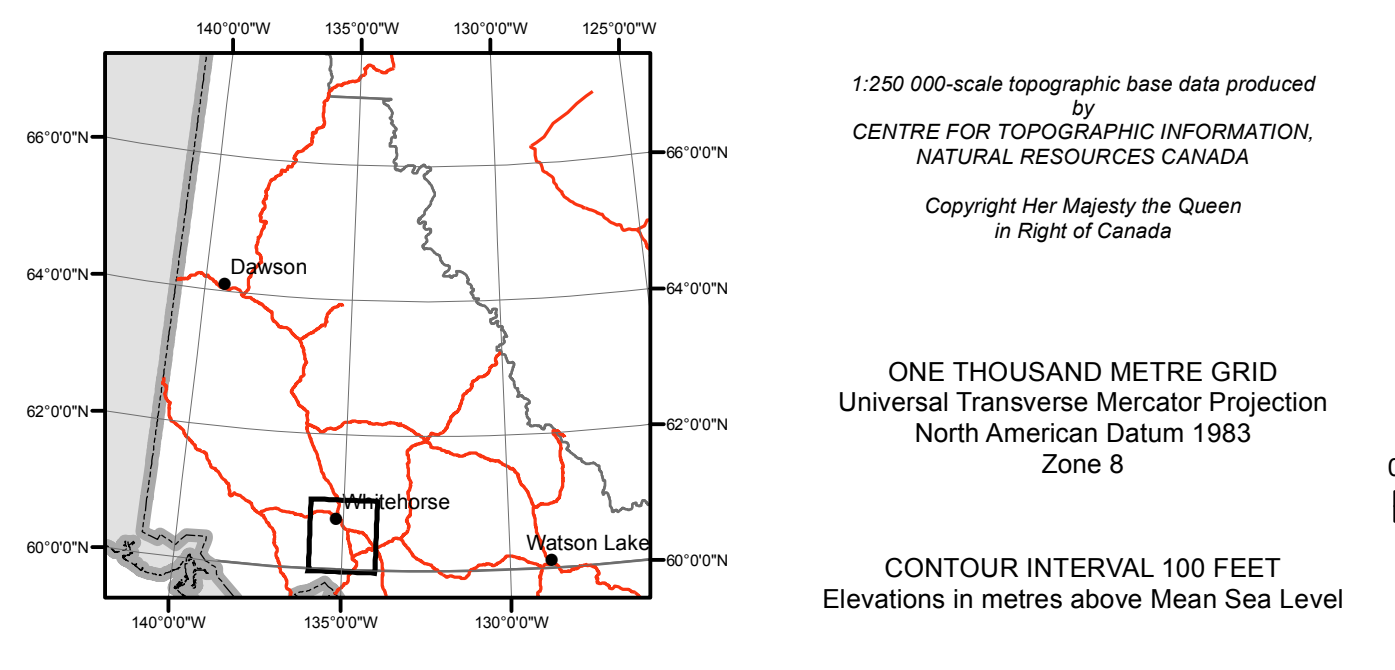 140°0'0"W 135°0'0"W 130°0'0"W 125°0'0"W
66°0'0"N
66°0'0"N
Dawson
64°0'0"N
64°0'0"N
62°0'0"N
62°0'0"N
Whitehorse
Watson Lake
60°0'0"N
60°0'0"N
140°0'0"W 135°0'0"W 130°0'0"W
1:250 000-scale topographic base data produced
by
CENTRE FOR TOPOGRAPHIC INFORMATION,
NATURAL RESOURCES CANADA
Copyright Her Majesty the Queen
in Right of Canada
ONE THOUSAND METRE GRID
Universal Transverse Mercator Projection
North American Datum 1983
Zone 8
CONTOUR INTERVAL 100 FEET
Elevations in metres above Mean Sea Level